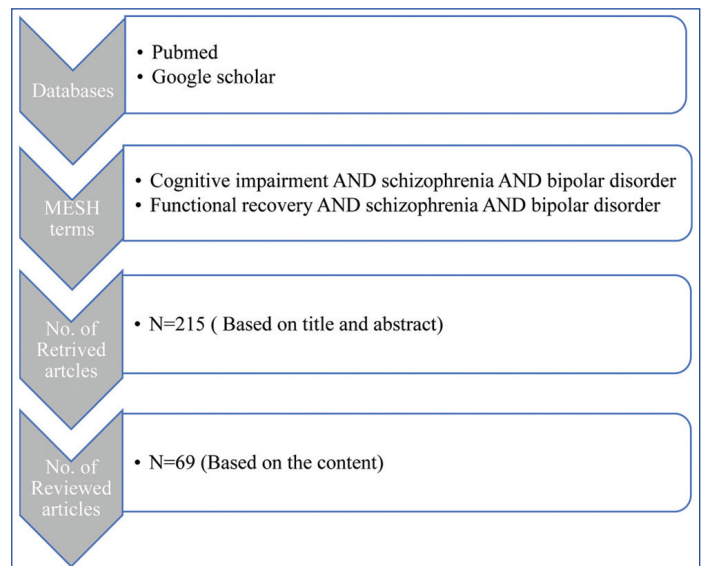 Databases
• Pubmed
• Google scholar
MESH
terms
• Cognitive impairment AND schizophrenia AND bipolar disorder
• Functional recovery AND schizophrenia AND bipolar disorder
No. of
Retrived
artcles
• N=215 ( Based on title and abstract)
No. of
Reviewed
articles
• N=69 (Based on the content)